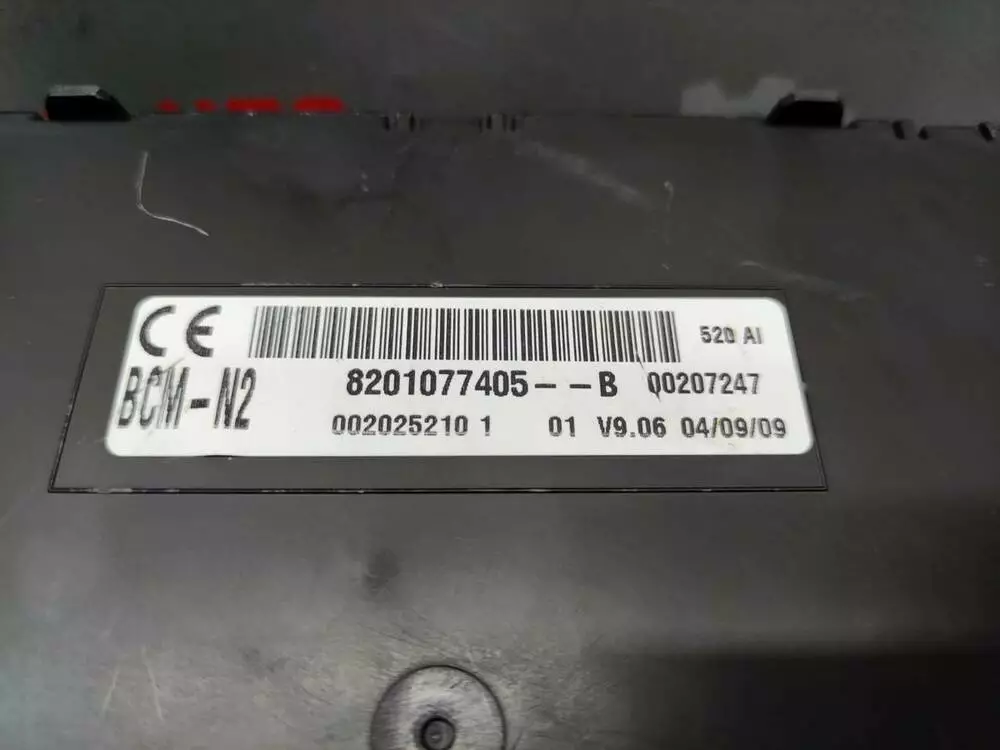 CE 520 AI
BCM-N2 8201077405--B 00207247
002025210 1 01 V9.06 04/09/09